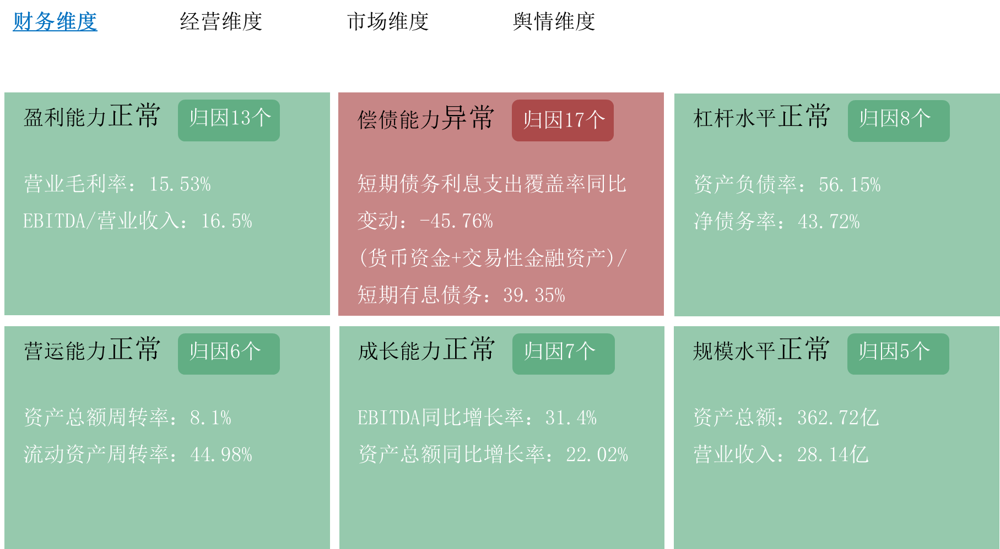 财务维度
经营维度
市场维度
舆情维度
盈利能力正常
归因13个
营业毛利率：15.53%
EBITDA/营业收入：16.5%
偿债能力异常
归因17个
短期债务利息支出覆盖率同比
变动：-45.76%
(货币资金+交易性金融资产)/
短期有息债务：39.35%
杠杆水平正常
归因8个
资产负债率：56.15%
净债务率：43.72%
营运能力正常
归因6个
资产总额周转率：8.1%
流动资产周转率：44.98%
成长能力正常
归因7个
EBITDA同比增长率：31.4%
资产总额同比增长率：22.02%
规模水平正常
归因5个
资产总额：362.72亿
营业收入：28.14亿